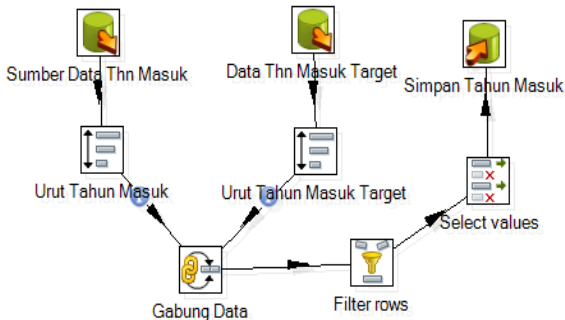 Sumber Data Thn Masuk
Data Thn Masuk Target
Simpan Tahun Masuk
Urut Tahun Masuk
Urut Tahun Masuk Target
Select values
Gabung Data
Filter rows